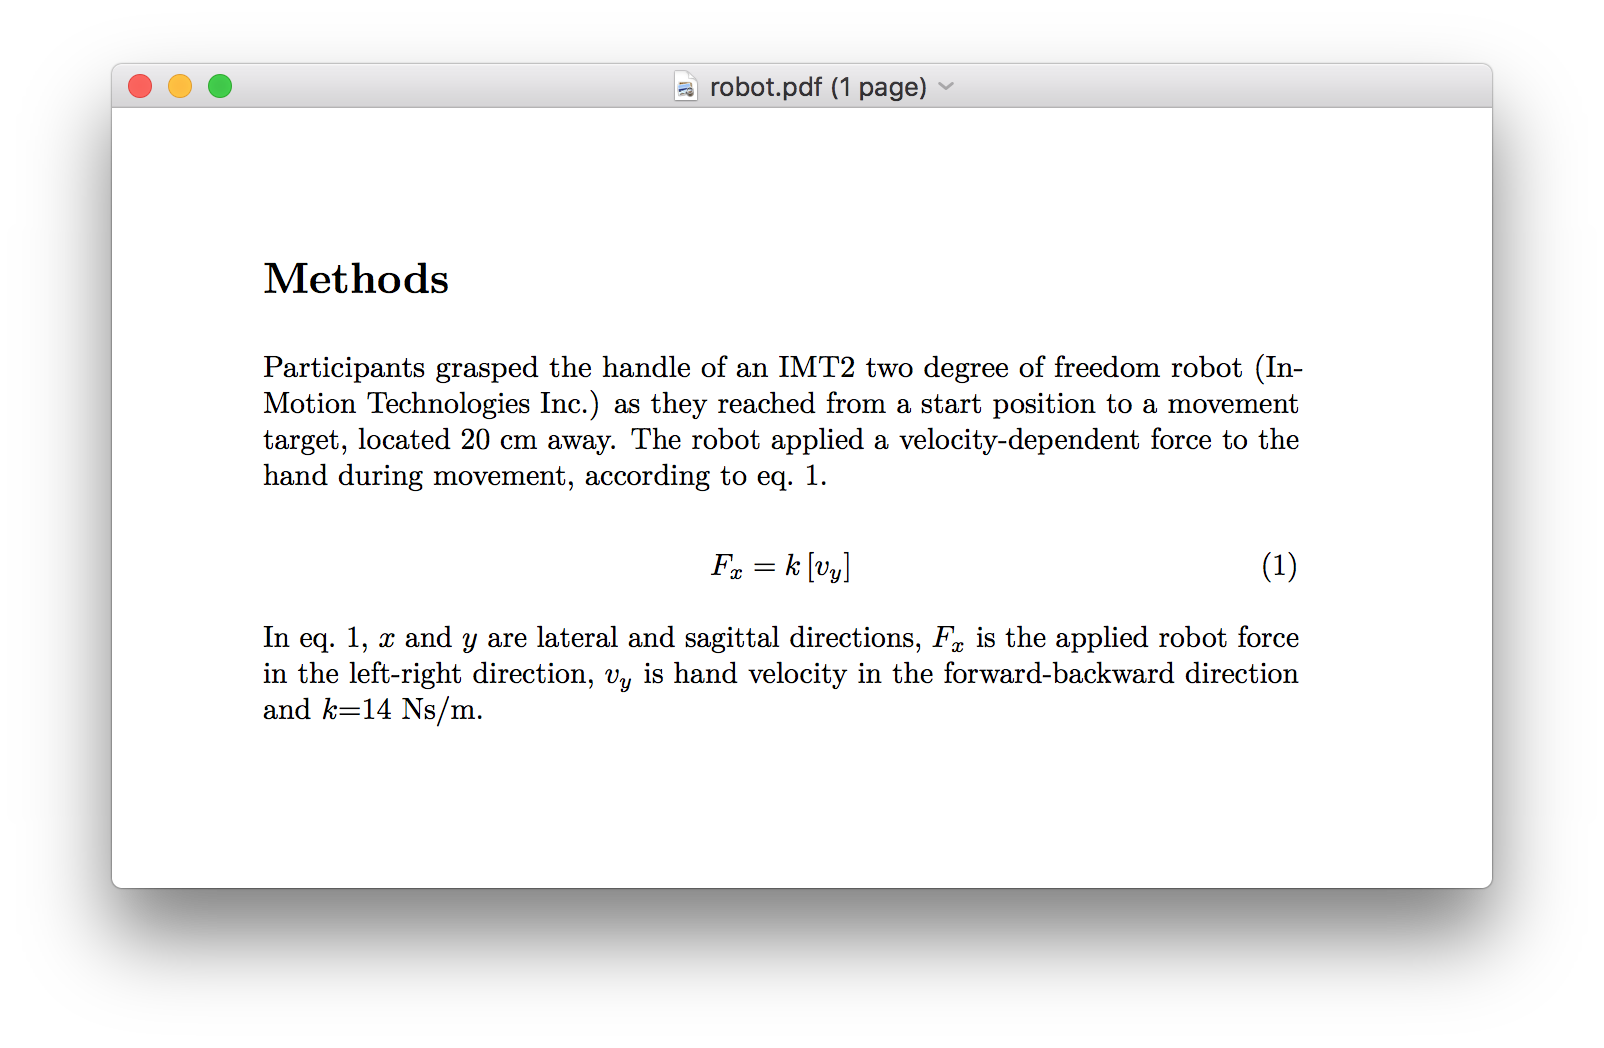 robot.pdf (1 page)
Methods
Participants grasped the handle of an IMT2 two degree of freedom robot (In-
Motion Technologies Inc.) as they reached from a start position to a movement
target, located 20 cm away. The robot applied a velocity-dependent force to the
hand during movement, according to eq. 1.
Fₓ = k [v_y] (1)
In eq. 1, x and y are lateral and sagittal directions, Fₓ is the applied robot force
in the left-right direction, v_y is hand velocity in the forward-backward direction
and k=14 Ns/m.